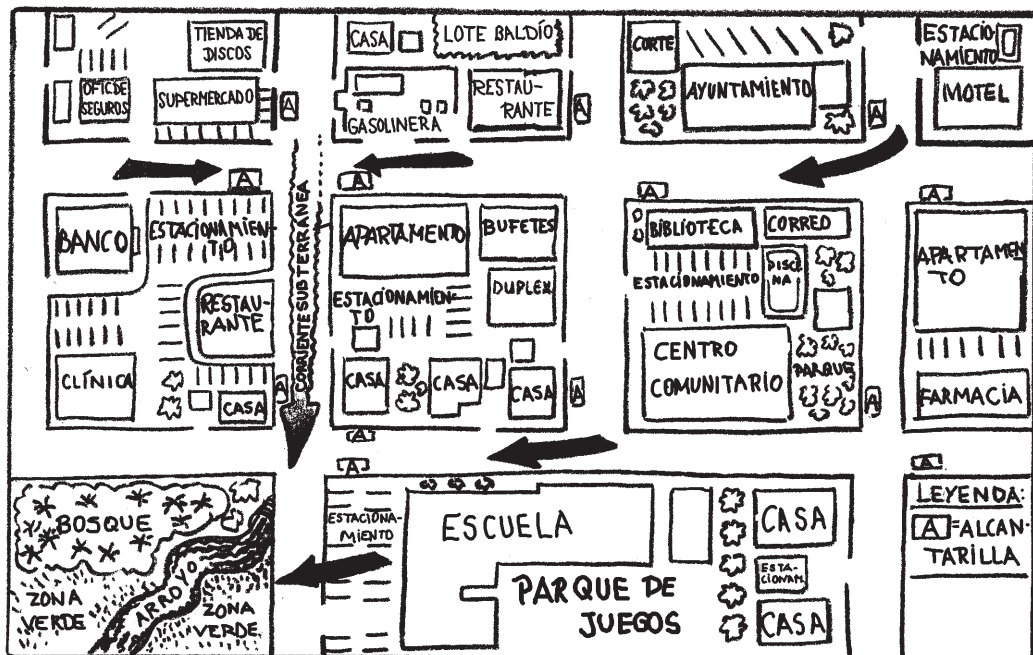 TIENDA DE
DISCOS
CASA
LOTE BALDÍO
CORTE
ESTACIO
NAMIENTO
OFIC.DE
SEGUROS
SUPERMERCADO
A
GASOLINERA
RESTAU-
RANTE
A
AYUNTAMIENTO
A
MOTEL
A
A
A
A
BANCO
ESTACIONAMIEN-
TO
CORRIENTE SUBTERRÁNEA
APARTAMENTO
BUFETES
BIBLIOTECA
CORREO
APARTAMEN
TO
RESTAU-
RANTE
ESTACIONAMIEN-
TO
DUPLEX
ESTACIONAMIENTO
PISCI
NA
CLÍNICA
CASA
A
CASA
CASA
CASA
A
CENTRO
COMUNITARIO
PARQUE
A
FARMACIA
A
A
A
BOSQUE
ARROYO
ZONA
VERDE
ZONA
VERDE
ESTACIONA-
MIENTO
ESCUELA
PARQUE DE
JUEGOS
CASA
ESTA-
CIONAM.
CASA
LEYENDA:
A =ALCAN-
TARILLA